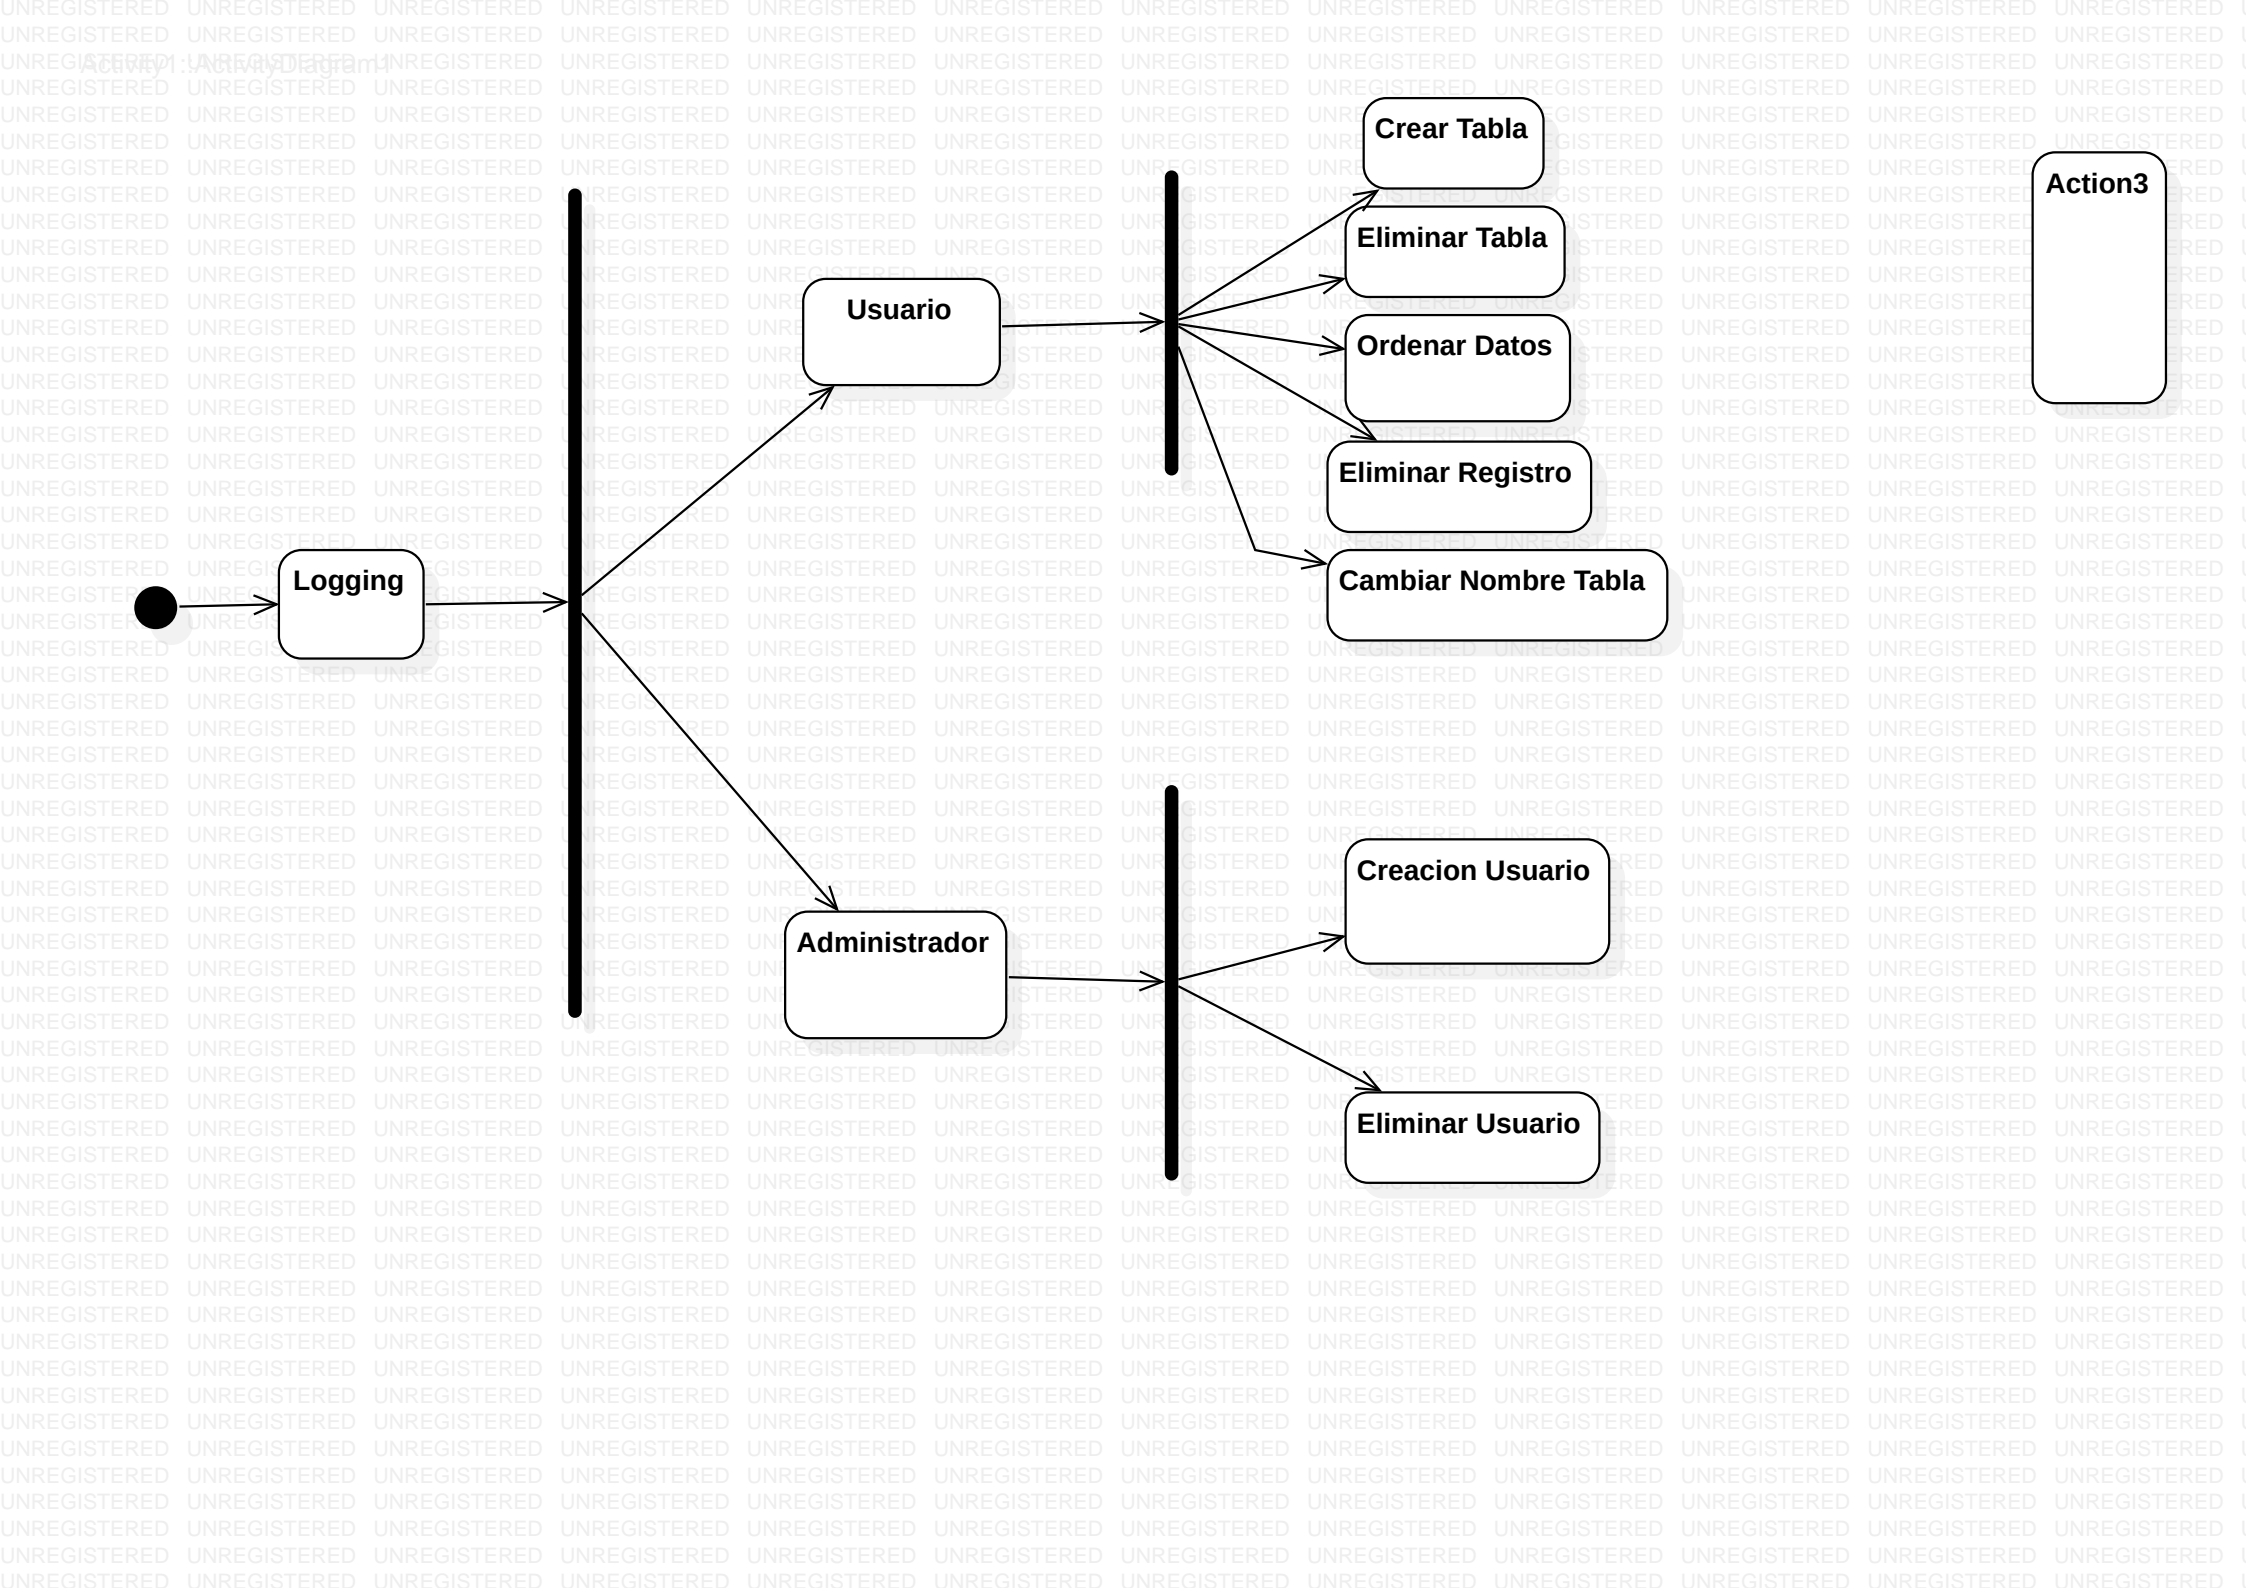 Activity1::ActivityDiagram1
Crear Tabla
Action3
Eliminar Tabla
Usuario
Ordenar Datos
Eliminar Registro
Logging
Cambiar Nombre Tabla
Creacion Usuario
Administrador
Eliminar Usuario
UNREGISTERED